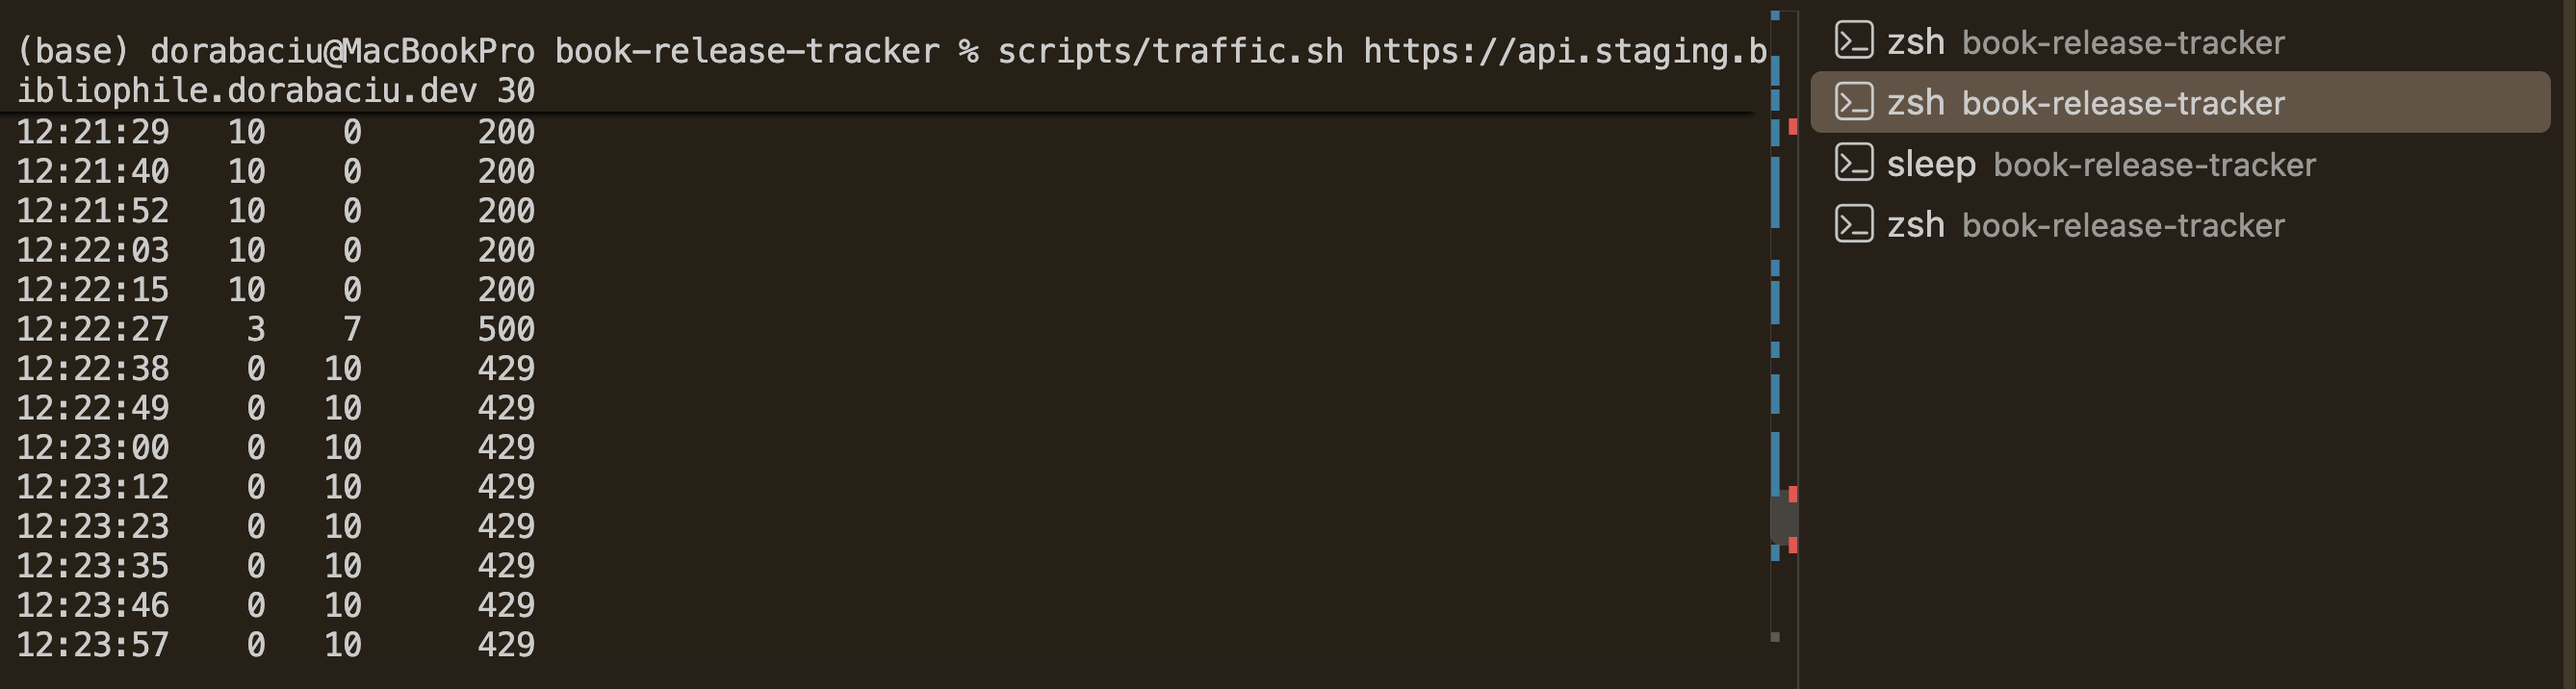 (base) dorabaciu@MacBookPro book-release-tracker % scripts/traffic.sh https://api.staging.b
ibliophile.dorabaciu.dev 30
12:21:29 10 0 200
12:21:40 10 0 200
12:21:52 10 0 200
12:22:03 10 0 200
12:22:15 10 0 200
12:22:27 3 7 500
12:22:38 0 10 429
12:22:49 0 10 429
12:23:00 0 10 429
12:23:12 0 10 429
12:23:23 0 10 429
12:23:35 0 10 429
12:23:46 0 10 429
12:23:57 0 10 429
zsh book-release-tracker
zsh book-release-tracker
sleep book-release-tracker
zsh book-release-tracker